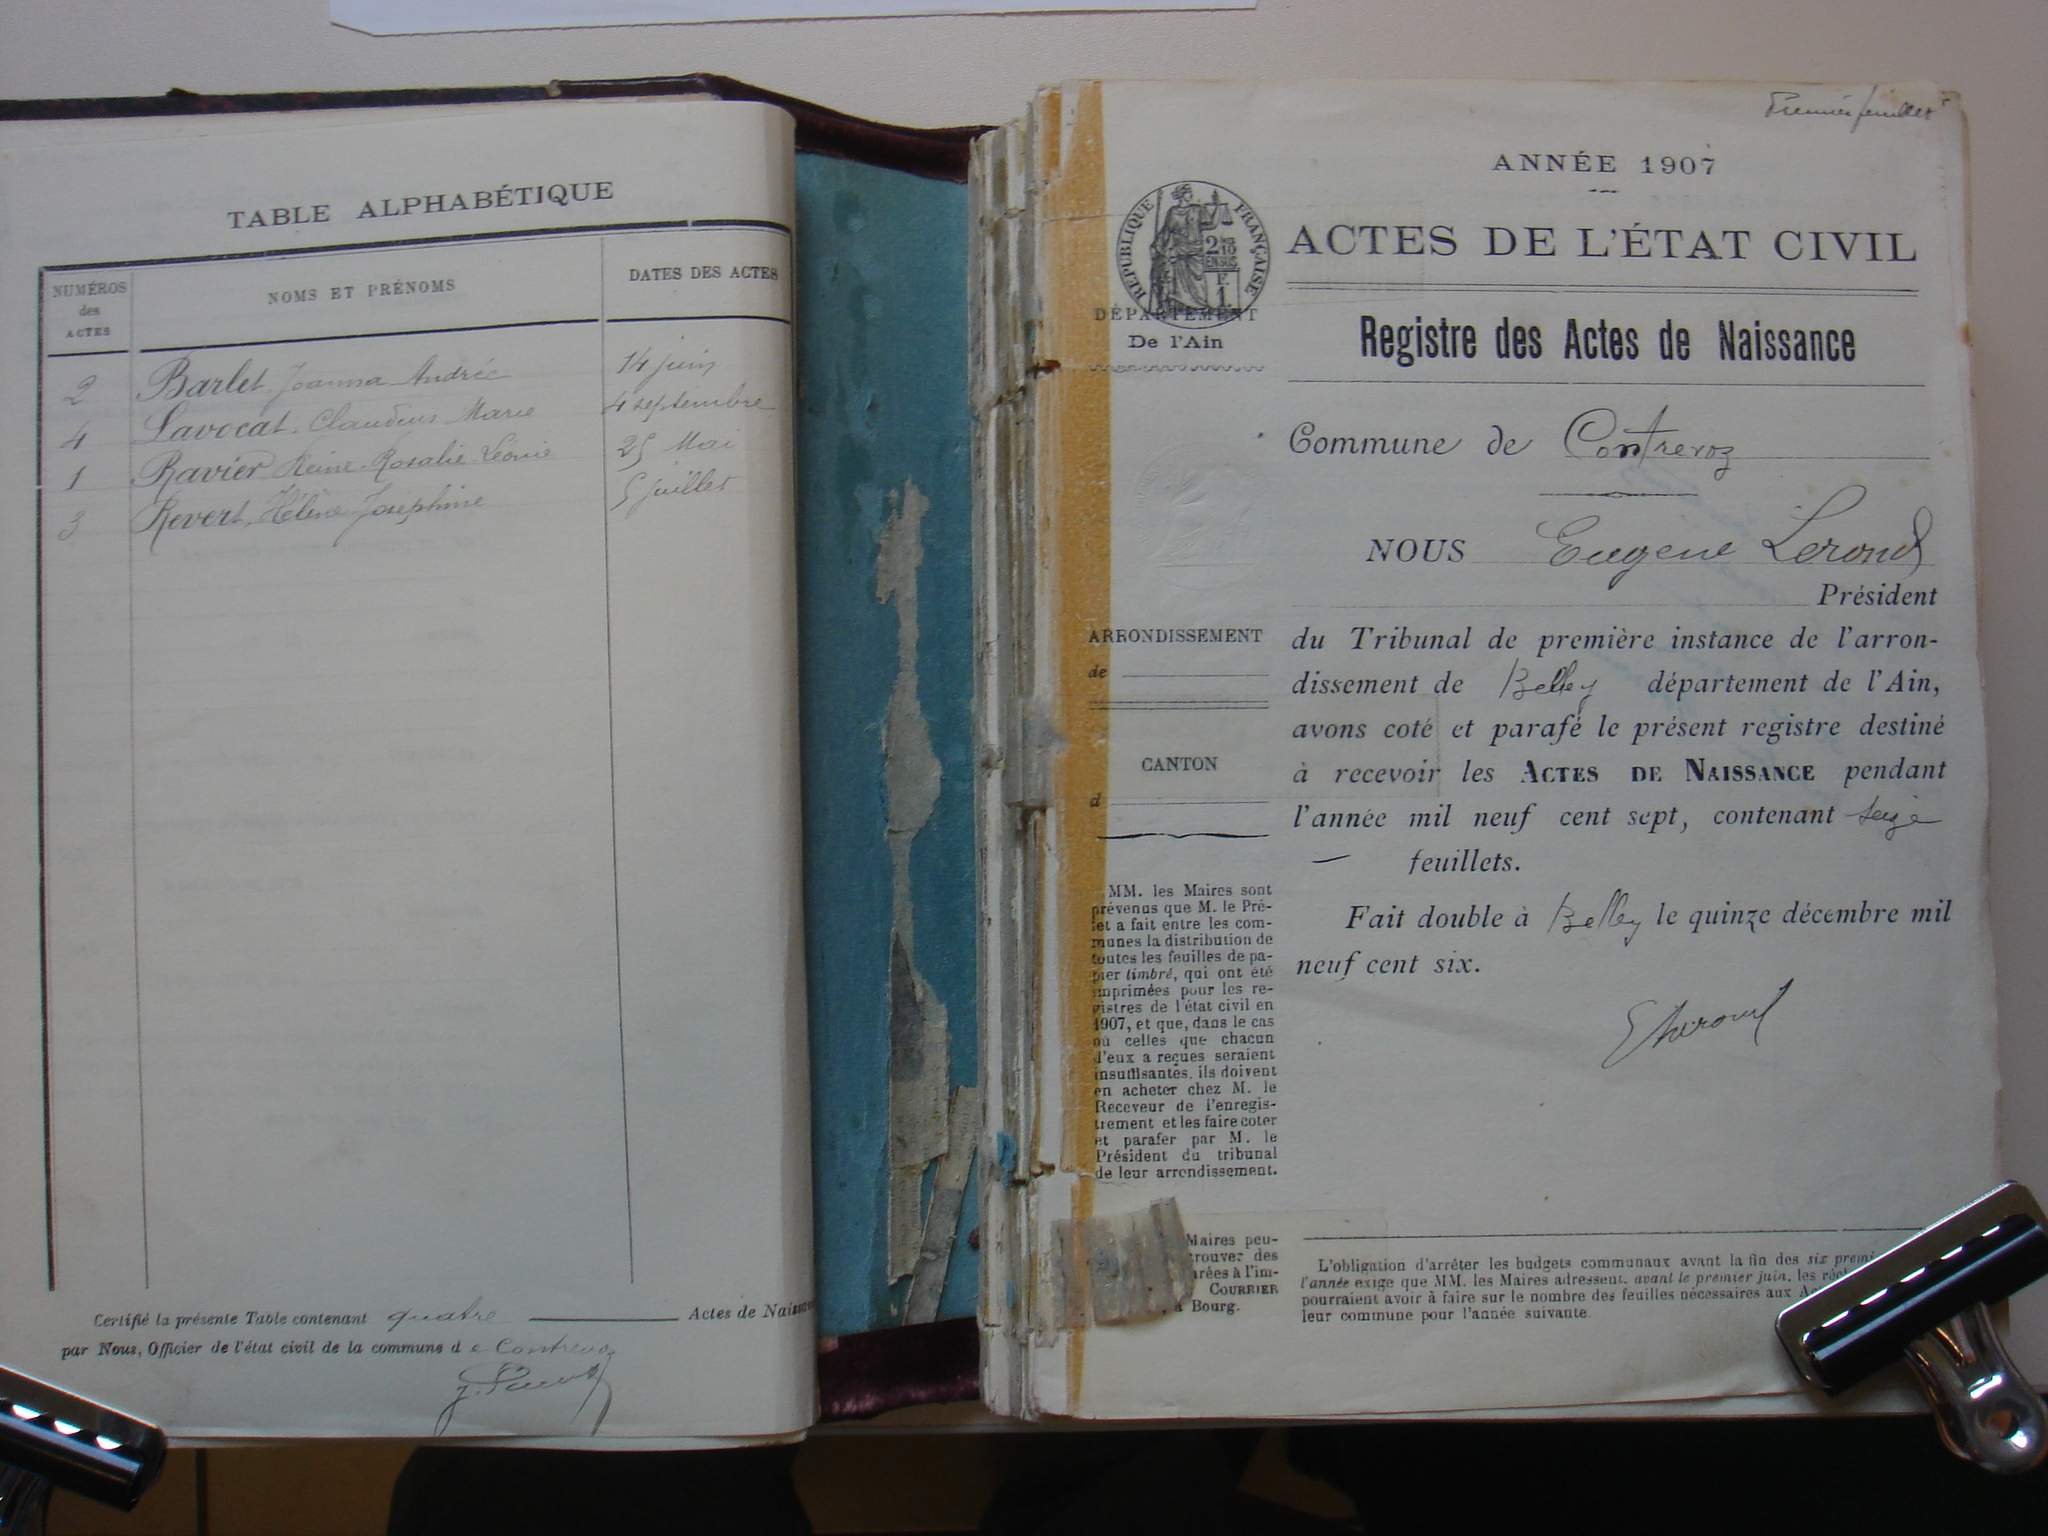 TABLE ALPHABÉTIQUE
NUMÉROS
des
ACTES
NOMS ET PRÉNOMS
DATES DES ACTES
2 Barlet Joanna Andrée 14 juin
4 Lavocat Claudius Marie 4 septembre
1 Ravier Reine Rosalie Léonie 25 Mai
3 Revert Hélène Joséphine 5 juillet
Certifié la présente Table contenant quatre Actes de Naissan
par Nous, Officier de l'état civil de la commune d e Contrevoz
Premier feuillet
ANNÉE 1907
RÉPUBLIQUE FRANÇAISE
ACTES DE L'ÉTAT CIVIL
DÉPARTEMENT
De l'Ain
Registre des Actes de Naissance
Commune de Contrevoz
NOUS Eugene Lerond
Président
ARRONDISSEMENT
de
CANTON
d
du Tribunal de première instance de l'arron-
dissement de Belley département de l'Ain,
avons coté et parafé le présent registre destiné
à recevoir les ACTES DE NAISSANCE pendant
l'année mil neuf cent sept, contenant seize
— feuillets.
Fait double à Belley le quinze décembre mil
neuf cent six.
MM. les Maires sont
prévenus que M. le Pré-
et a fait entre les com-
munes la distribution de
toutes les feuilles de pa-
pier timbré, qui ont été
imprimées pour les re-
gistres de l'état civil en
1907, et que, dans le cas
où celles que chacun
d'eux a reçues seraient
insuffisantes, ils doivent
en acheter chez M. le
Receveur de l'enregis-
trement et les faire coter
et parafer par M. le
Président du tribunal
de leur arrondissement.
Maires peu-
trouver des
arées à l'im-
COURRIER
à Bourg.
L'obligation d'arrêter les budgets communaux avant la fin des six premi
l'année exige que MM. les Maires adressent, avant le premier juin, les récl
pourraient avoir à faire sur le nombre des feuilles nécessaires aux Ac
leur commune pour l'année suivante.